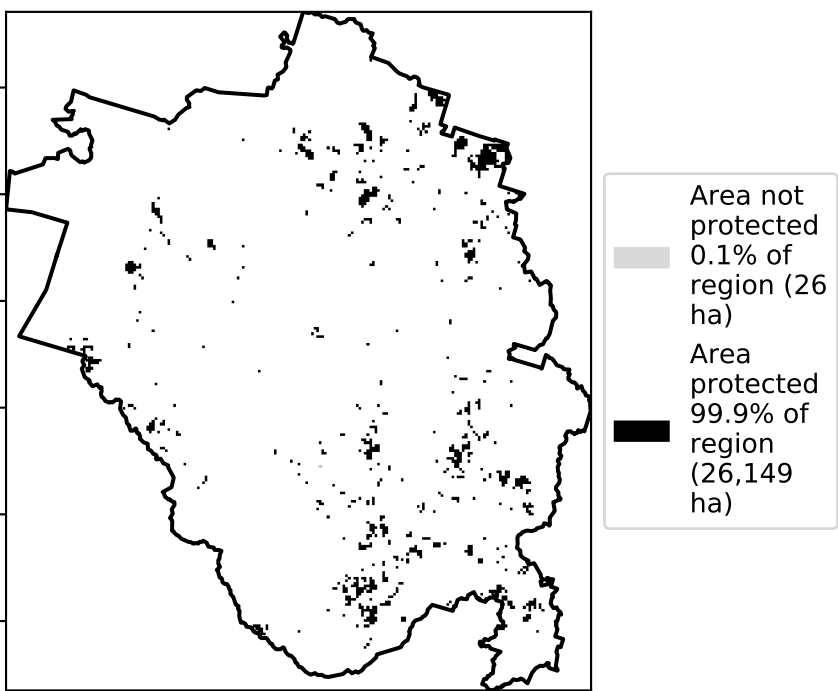 Area not
protected
0.1% of
region (26
ha)
Area
protected
99.9% of
region
(26,149
ha)